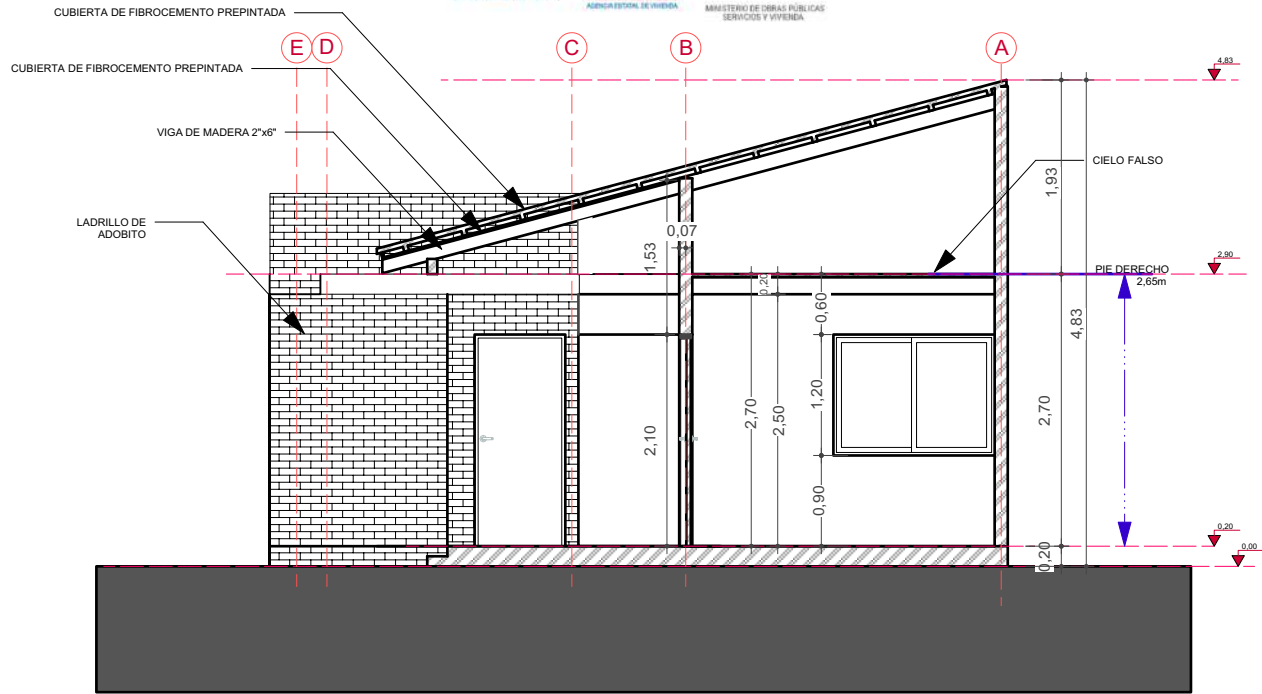 AGENCIA ESTATAL DE VIVIENDA
MINISTERIO DE OBRAS PÚBLICAS
SERVICIOS Y VIVIENDA
CUBIERTA DE FIBROCEMENTO PREPINTADA
CUBIERTA DE FIBROCEMENTO PREPINTADA
VIGA DE MADERA 2"x6"
LADRILLO DE
ADOBITO
E
D
C
B
A
4,83
CIELO FALSO
1,93
0,07
1,53
2,90
PIE DERECHO
2,65m
0,20
0,60
4,83
1,20
2,70
2,50
2,10
2,70
0,90
0,20
0,20
0,00